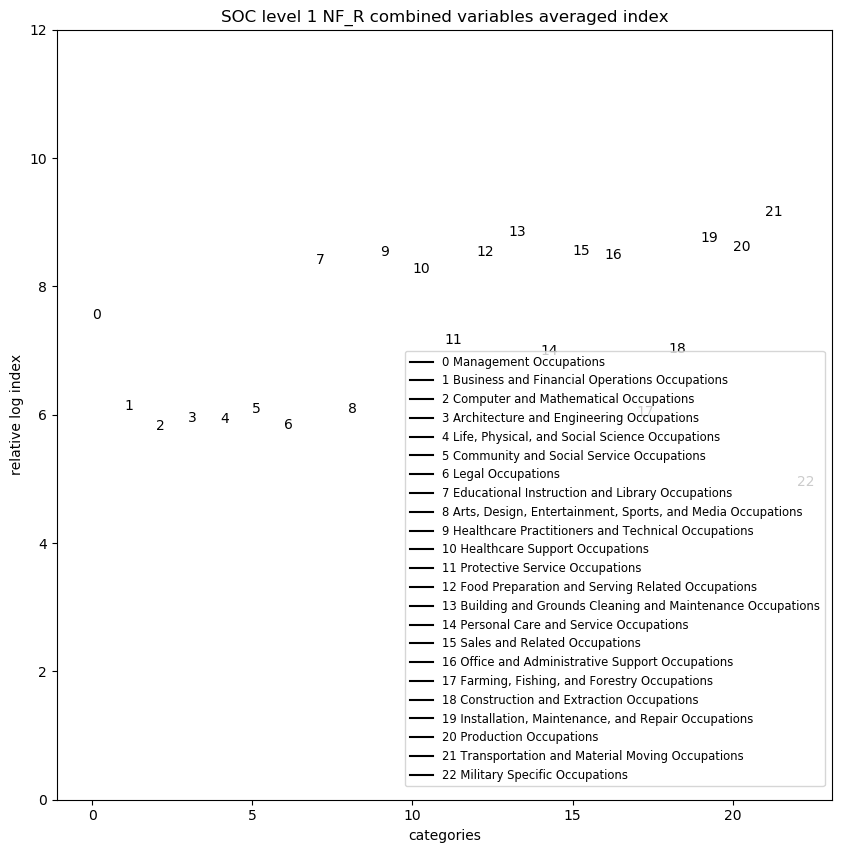 SOC level 1 NF_R combined variables averaged index
12
10
8
6
4
2
0
relative log index
0
1
2
3
4
5
6
7
8
9
10
11
12
13
14
15
16
17
18
19
20
21
22
0 Management Occupations
1 Business and Financial Operations Occupations
2 Computer and Mathematical Occupations
3 Architecture and Engineering Occupations
4 Life, Physical, and Social Science Occupations
5 Community and Social Service Occupations
6 Legal Occupations
7 Educational Instruction and Library Occupations
8 Arts, Design, Entertainment, Sports, and Media Occupations
9 Healthcare Practitioners and Technical Occupations
10 Healthcare Support Occupations
11 Protective Service Occupations
12 Food Preparation and Serving Related Occupations
13 Building and Grounds Cleaning and Maintenance Occupations
14 Personal Care and Service Occupations
15 Sales and Related Occupations
16 Office and Administrative Support Occupations
17 Farming, Fishing, and Forestry Occupations
18 Construction and Extraction Occupations
19 Installation, Maintenance, and Repair Occupations
20 Production Occupations
21 Transportation and Material Moving Occupations
22 Military Specific Occupations
0 5 10 15 20
categories